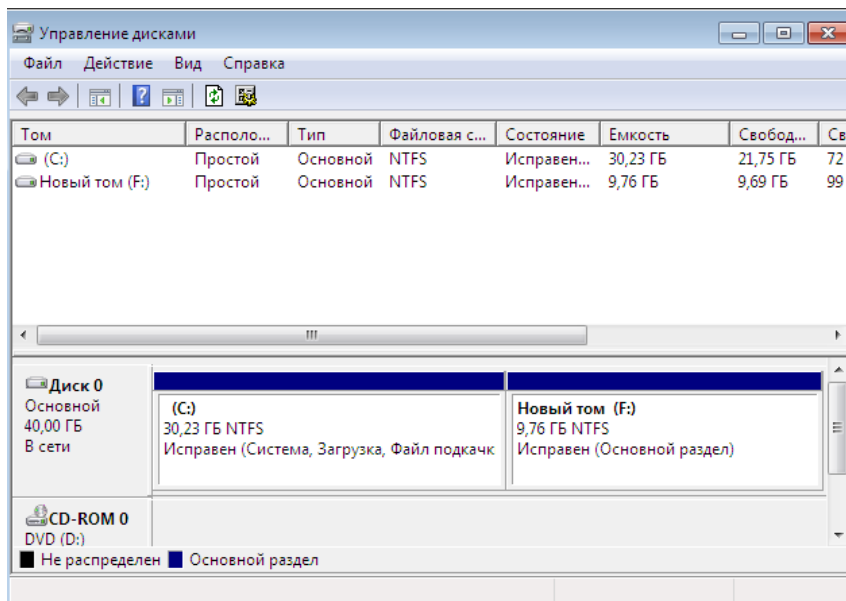 Управление дисками
Файл Действие Вид Справка
Том Располо... Тип Файловая с... Состояние Емкость Свобод... Св
(C:) Простой Основной NTFS Исправен... 30,23 ГБ 21,75 ГБ 72
Новый том (F:) Простой Основной NTFS Исправен... 9,76 ГБ 9,69 ГБ 99
Диск 0
Основной
40,00 ГБ
В сети
(C:)
30,23 ГБ NTFS
Исправен (Система, Загрузка, Файл подкачк
Новый том (F:)
9,76 ГБ NTFS
Исправен (Основной раздел)
CD-ROM 0
DVD (D:)
Не распределен Основной раздел